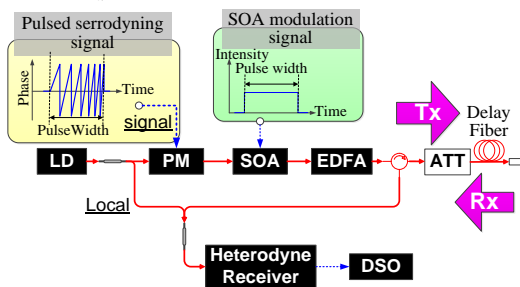 Pulsed serrodyning
signal
Phase
Time
PulseWidth
signal
SOA modulation
signal
Intensity
Pulse width
Time
Tx
Delay
Fiber
LD
PM
SOA
EDFA
ATT
Rx
Local
Heterodyne
Receiver
DSO